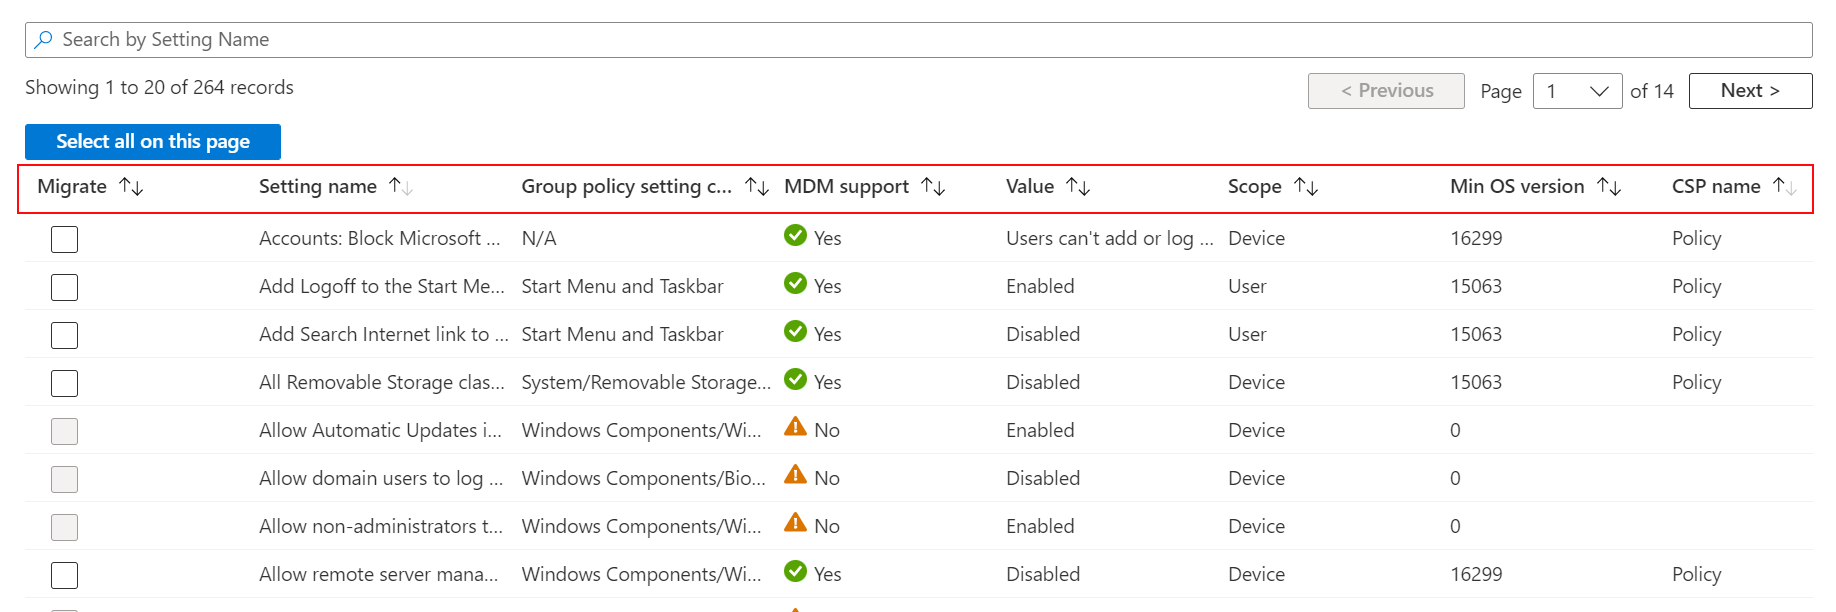 Search by Setting Name
Showing 1 to 20 of 264 records
< Previous Page 1 of 14 Next >
Select all on this page
Migrate Setting name Group policy setting c... MDM support Value Scope Min OS version CSP name
Accounts: Block Microsoft ... N/A Yes Users can't add or log ... Device 16299 Policy
Add Logoff to the Start Me... Start Menu and Taskbar Yes Enabled User 15063 Policy
Add Search Internet link to ... Start Menu and Taskbar Yes Disabled User 15063 Policy
All Removable Storage clas... System/Removable Storage... Yes Disabled Device 15063 Policy
Allow Automatic Updates i... Windows Components/Wi... No Enabled Device 0
Allow domain users to log ... Windows Components/Bio... No Disabled Device 0
Allow non-administrators t... Windows Components/Wi... No Enabled Device 0
Allow remote server mana... Windows Components/Wi... Yes Disabled Device 16299 Policy